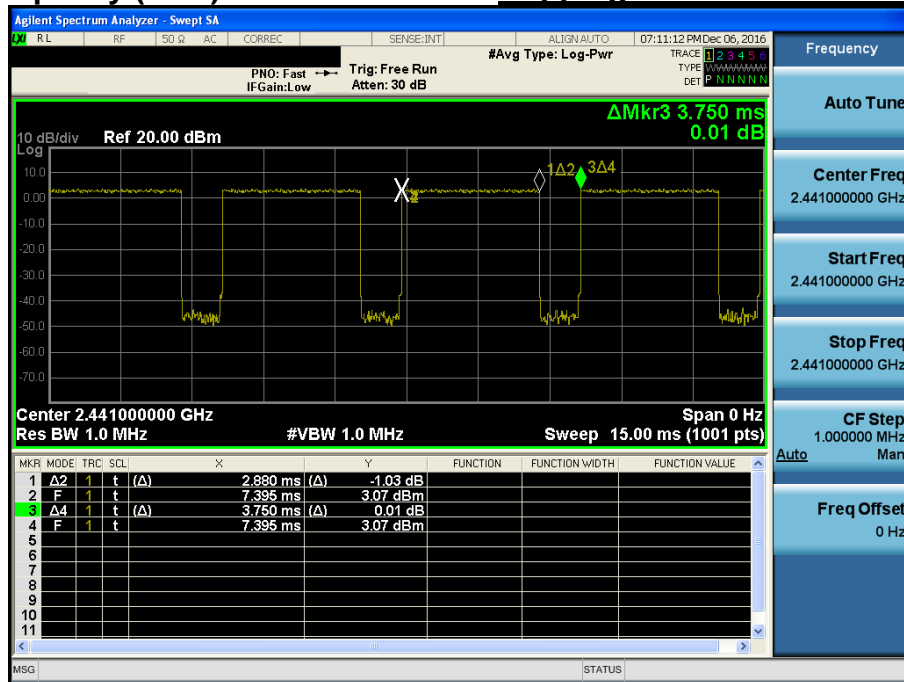 Agilent Spectrum Analyzer - Swept SA
LXI RL RF 50 Ω AC CORREC SENSE:INT ALIGN AUTO 07:11:12 PM Dec 06, 2016
#Avg Type: Log-Pwr TRACE 1 2 3 4 5 6
PNO: Fast Trig: Free Run TYPE WWWWWW
IFGain:Low Atten: 30 dB DET P N N N N N
ΔMkr3 3.750 ms
0.01 dB
10 dB/div Ref 20.00 dBm
Log
10.0
0.00
-10.0
-20.0
-30.0
-40.0
-50.0
-60.0
-70.0
1Δ2 3Δ4
X
Center 2.441000000 GHz Span 0 Hz
Res BW 1.0 MHz #VBW 1.0 MHz Sweep 15.00 ms (1001 pts)
MKR MODE TRC SCL X Y FUNCTION FUNCTION WIDTH FUNCTION VALUE
1 Δ2 1 t (Δ) 2.880 ms (Δ) -1.03 dB
2 F 1 t 7.395 ms 3.07 dBm
3 Δ4 1 t (Δ) 3.750 ms (Δ) 0.01 dB
4 F 1 t 7.395 ms 3.07 dBm
5
6
7
8
9
10
11
MSG STATUS
Frequency
Auto Tune
Center Freq
2.441000000 GHz
Start Freq
2.441000000 GHz
Stop Freq
2.441000000 GHz
CF Step
1.000000 MHz
Auto Man
Freq Offset
0 Hz